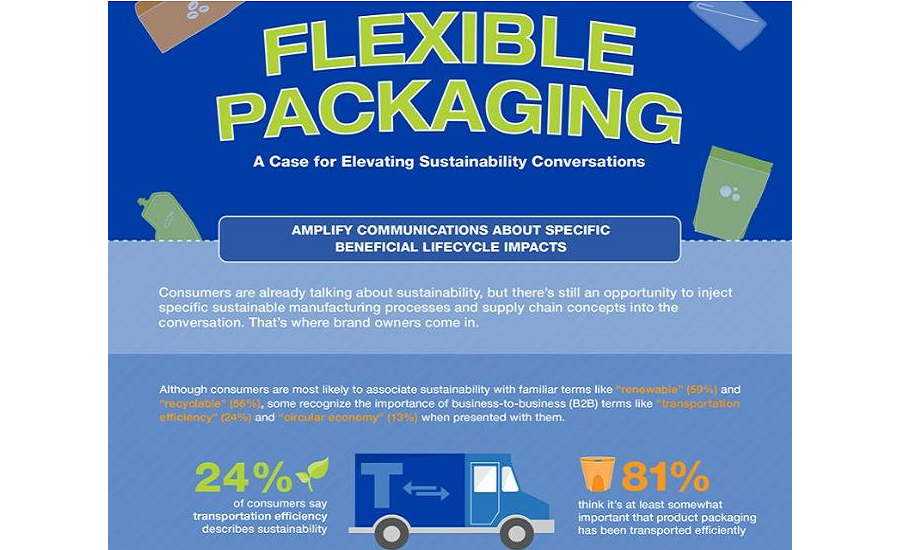 FLEXIBLE
PACKAGING
A Case for Elevating Sustainability Conversations
AMPLIFY COMMUNICATIONS ABOUT SPECIFIC
BENEFICIAL LIFECYCLE IMPACTS
Consumers are already talking about sustainability, but there's still an opportunity to inject
specific sustainable manufacturing processes and supply chain concepts into the
conversation. That's where brand owners come in.
Although consumers are most likely to associate sustainability with familiar terms like "renewable" (59%) and
"recyclable" (56%), some recognize the importance of business-to-business (B2B) terms like "transportation
efficiency" (24%) and "circular economy" (13%) when presented with them.
24%
of consumers say
transportation efficiency
describes sustainability
T
81%
think it's at least somewhat
important that product packaging
has been transported efficiently